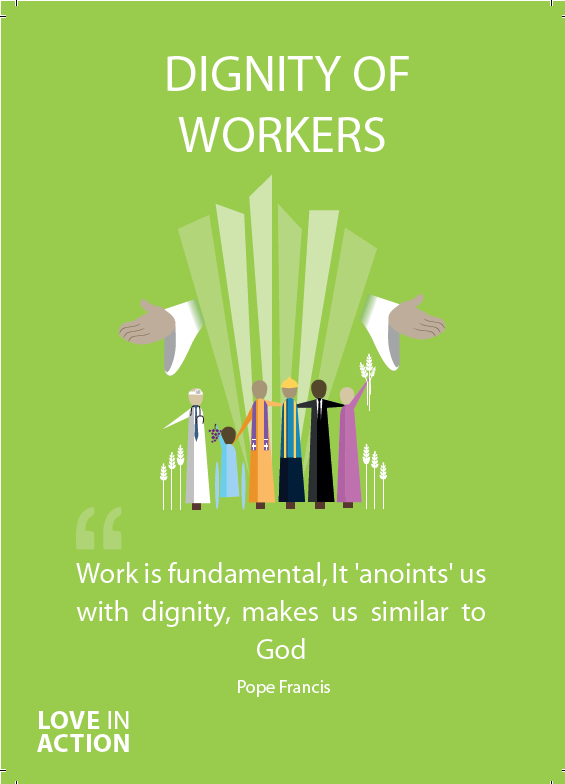 DIGNITY OF
WORKERS
“
Work is fundamental, It 'anoints' us
with dignity, makes us similar to
God
Pope Francis
LOVE IN
ACTION